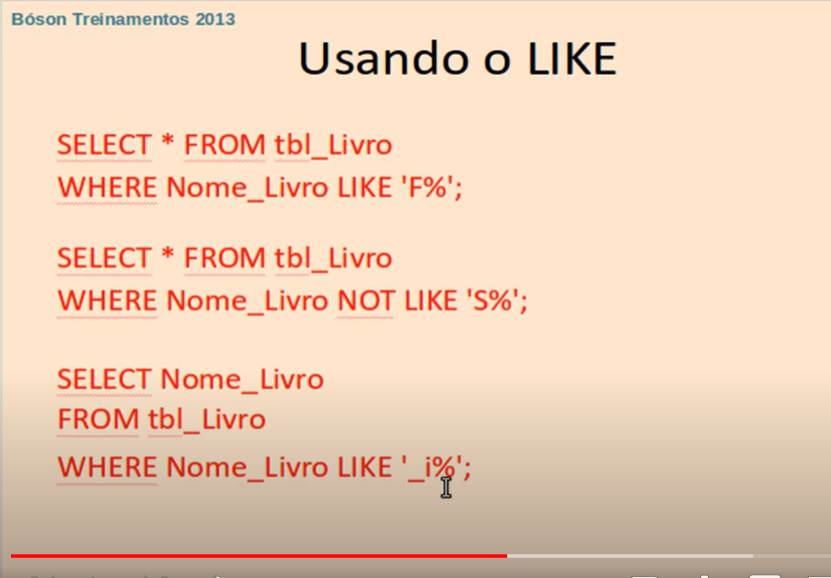 Bóson Treinamentos 2013
Usando o LIKE
SELECT * FROM tbl_Livro
WHERE Nome_Livro LIKE 'F%';
SELECT * FROM tbl_Livro
WHERE Nome_Livro NOT LIKE 'S%';
SELECT Nome_Livro
FROM tbl_Livro
WHERE Nome_Livro LIKE '_i%';